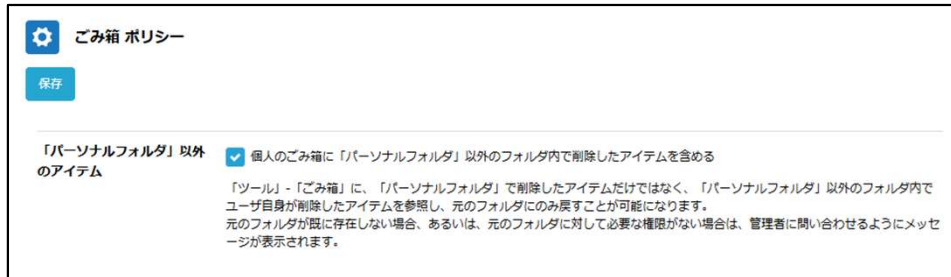 ごみ箱 ポリシー
保存
「パーソナルフォルダ」以外
のアイテム
個人のごみ箱に「パーソナルフォルダ」以外のフォルダ内で削除したアイテムを含める
「ツール」-「ごみ箱」に、「パーソナルフォルダ」で削除したアイテムだけではなく、「パーソナルフォルダ」以外のフォルダ内で
ユーザ自身が削除したアイテムを参照し、元のフォルダにのみ戻すことが可能になります。
元のフォルダが既に存在しない場合、あるいは、元のフォルダに対して必要な権限がない場合は、管理者に問い合わせるようにメッセ
ージが表示されます。